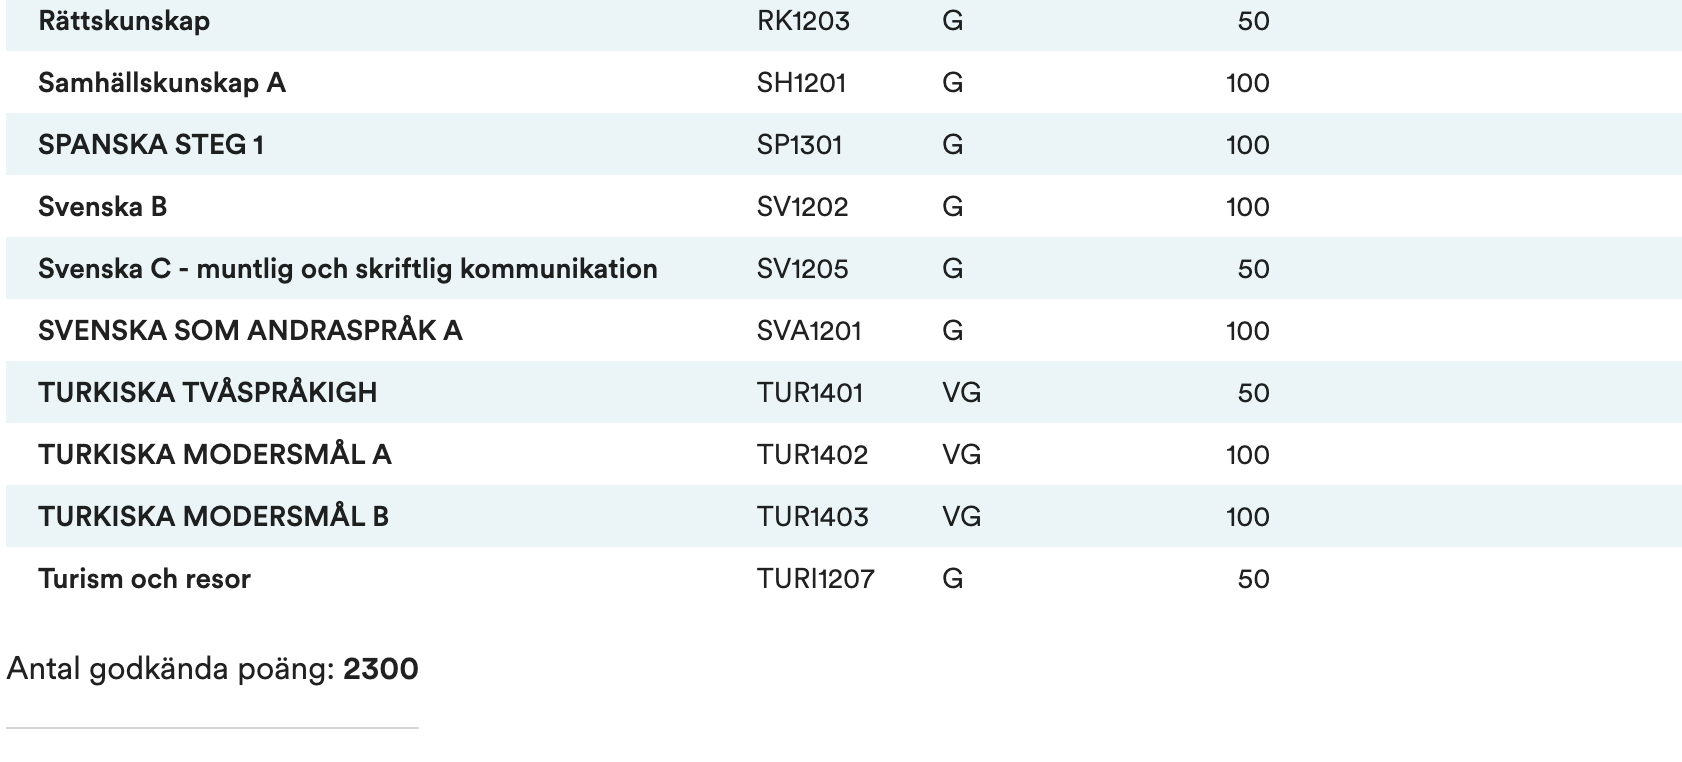 Rättskunskap RK1203 G 50
Samhällskunskap A SH1201 G 100
SPANSKA STEG 1 SP1301 G 100
Svenska B SV1202 G 100
Svenska C - muntlig och skriftlig kommunikation SV1205 G 50
SVENSKA SOM ANDRASPRÅK A SVA1201 G 100
TURKISKA TVÅSPRÅKIGH TUR1401 VG 50
TURKISKA MODERSMÅL A TUR1402 VG 100
TURKISKA MODERSMÅL B TUR1403 VG 100
Turism och resor TURI1207 G 50
Antal godkända poäng: 2300